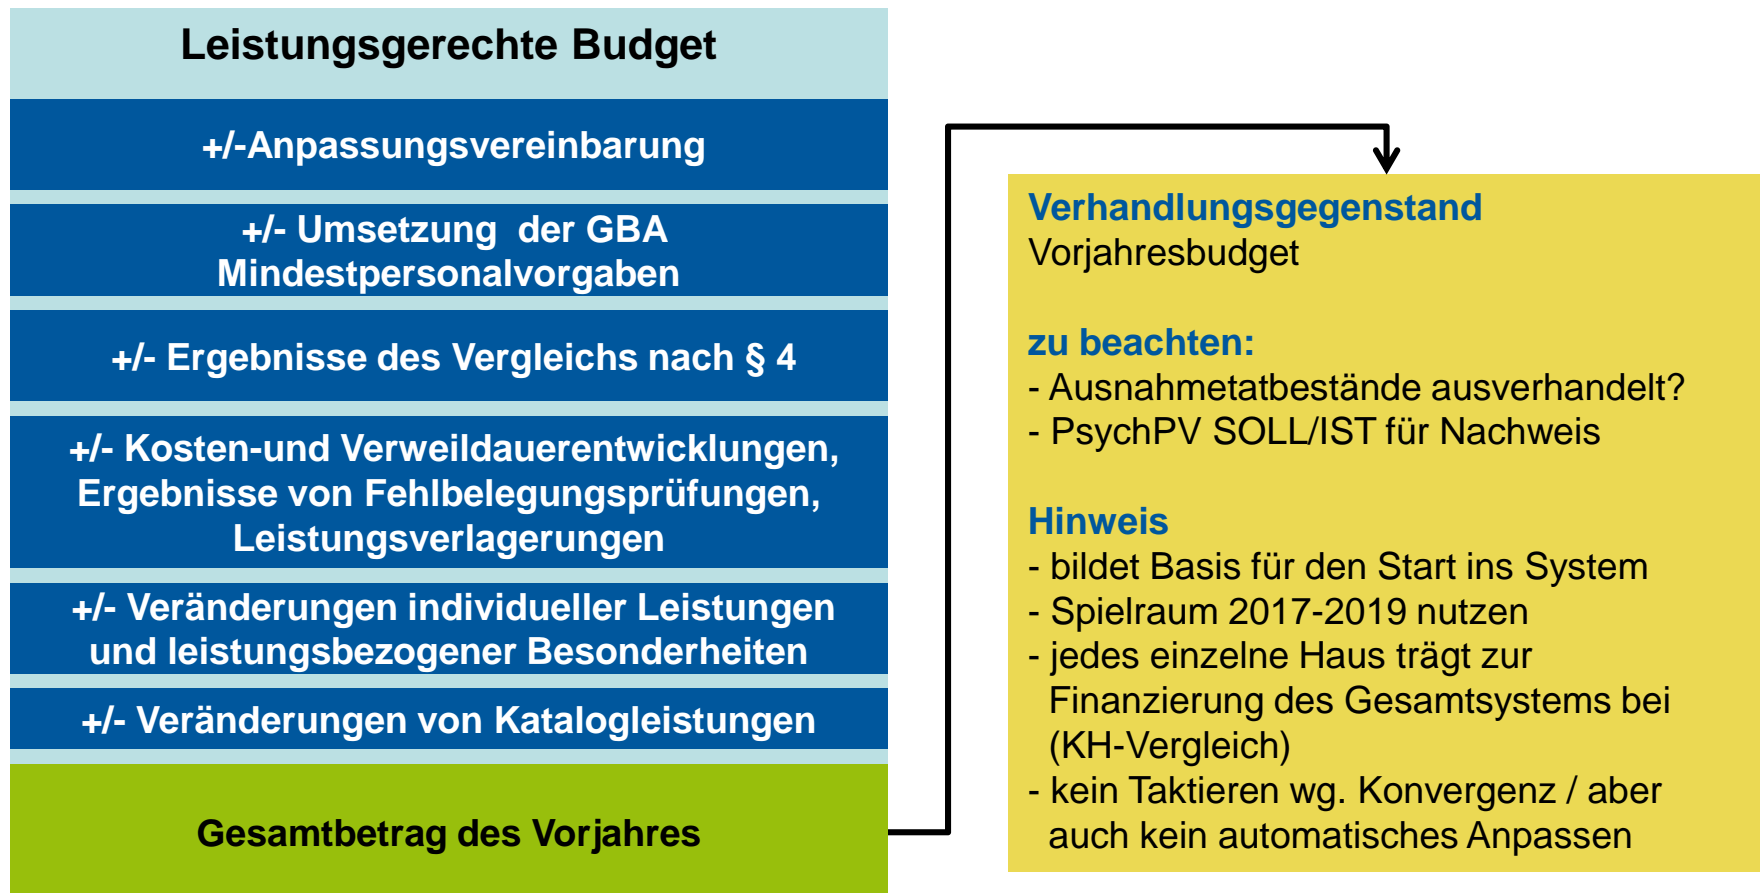 Leistungsgerechte Budget
+/-Anpassungsvereinbarung
+/- Umsetzung der GBA
Mindestpersonalvorgaben
+/- Ergebnisse des Vergleichs nach § 4
+/- Kosten-und Verweildauerentwicklungen,
Ergebnisse von Fehlbelegungsprüfungen,
Leistungsverlagerungen
+/- Veränderungen individueller Leistungen
und leistungsbezogener Besonderheiten
+/- Veränderungen von Katalogleistungen
Gesamtbetrag des Vorjahres
Verhandlungsgegenstand
Vorjahresbudget
zu beachten:
- Ausnahmetatbestände ausverhandelt?
- PsychPV SOLL/IST für Nachweis
Hinweis
- bildet Basis für den Start ins System
- Spielraum 2017-2019 nutzen
- jedes einzelne Haus trägt zur
Finanzierung des Gesamtsystems bei
(KH-Vergleich)
- kein Taktieren wg. Konvergenz / aber
auch kein automatisches Anpassen